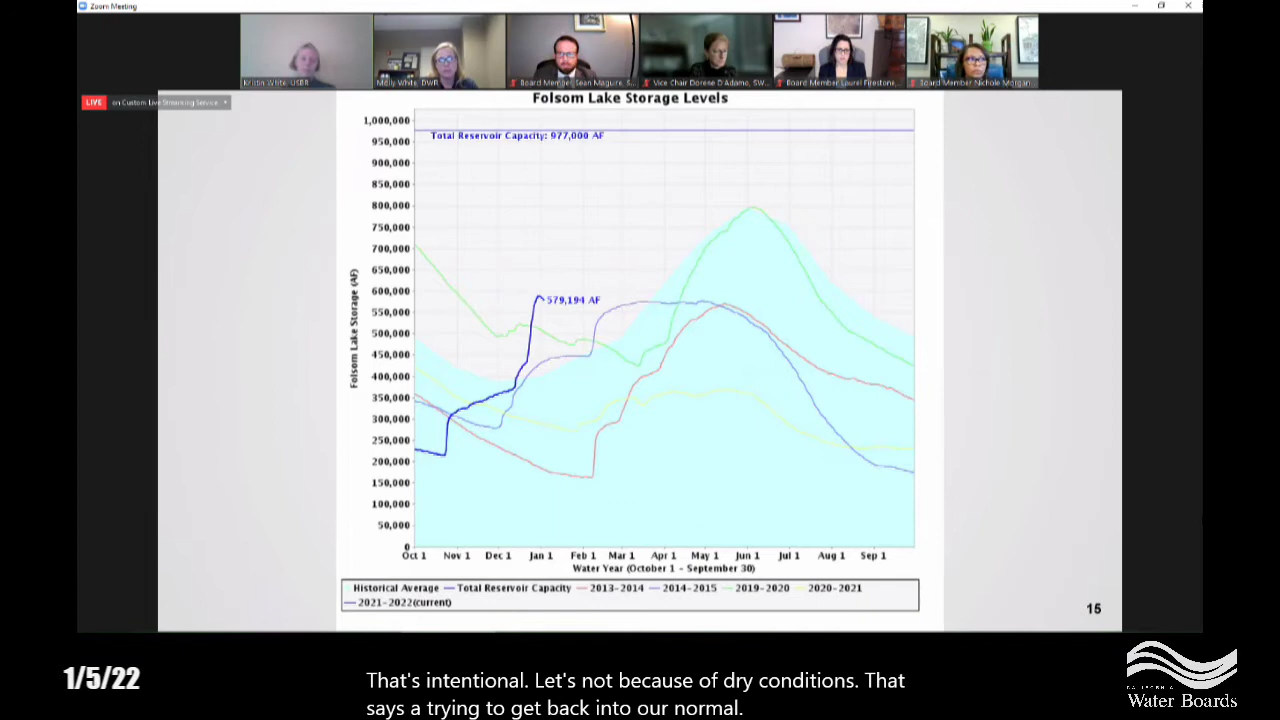 Zoom Meeting
Kristin White, USBR
Molly White, DWR
Board Member Sean Maguire, S...
Vice Chair Dorene D'Adamo, SW...
Board Member Laurel Firestone,...
Board Member Nichole Morgan...
LIVE on Custom Live Streaming Service
Folsom Lake Storage Levels
1,000,000
Total Reservoir Capacity: 977,000 AF
950,000
900,000
850,000
800,000
750,000
700,000
650,000
600,000
579,194 AF
550,000
500,000
450,000
400,000
350,000
300,000
250,000
200,000
150,000
100,000
50,000
0
Folsom Lake Storage (AF)
Oct 1 Nov 1 Dec 1 Jan 1 Feb 1 Mar 1 Apr 1 May 1 Jun 1 Jul 1 Aug 1 Sep 1
Water Year (October 1 - September 30)
Historical Average Total Reservoir Capacity 2013-2014 2014-2015 2019-2020 2020-2021
2021-2022(current)
15
1/5/22
That's intentional. Let's not because of dry conditions. That
says a trying to get back into our normal.
CALIFORNIA
Water Boards